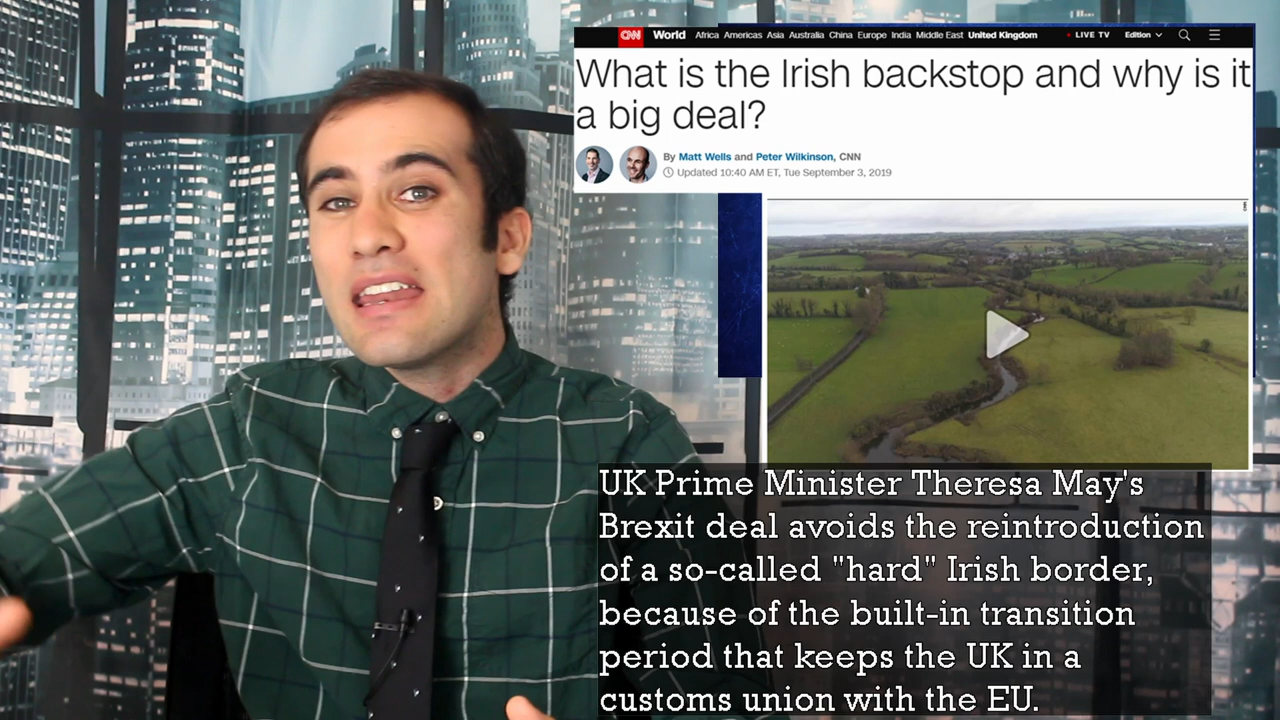 CNN World Africa Americas Asia Australia China Europe India Middle East United Kingdom LIVE TV Edition
What is the Irish backstop and why is it
a big deal?
By Matt Wells and Peter Wilkinson, CNN
Updated 10:40 AM ET, Tue September 3, 2019
UK Prime Minister Theresa May's
Brexit deal avoids the reintroduction
of a so-called "hard" Irish border,
because of the built-in transition
period that keeps the UK in a
customs union with the EU.